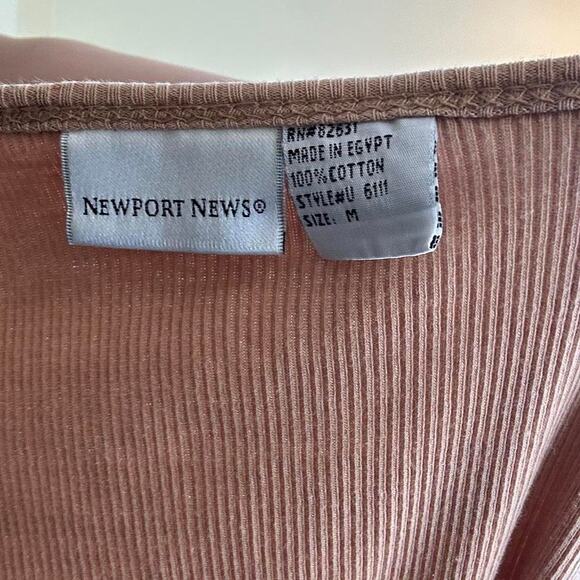 NEWPORT NEWS®
RN#82631
MADE IN EGYPT
100%COTTON
STYLE#U 6111
SIZE: M